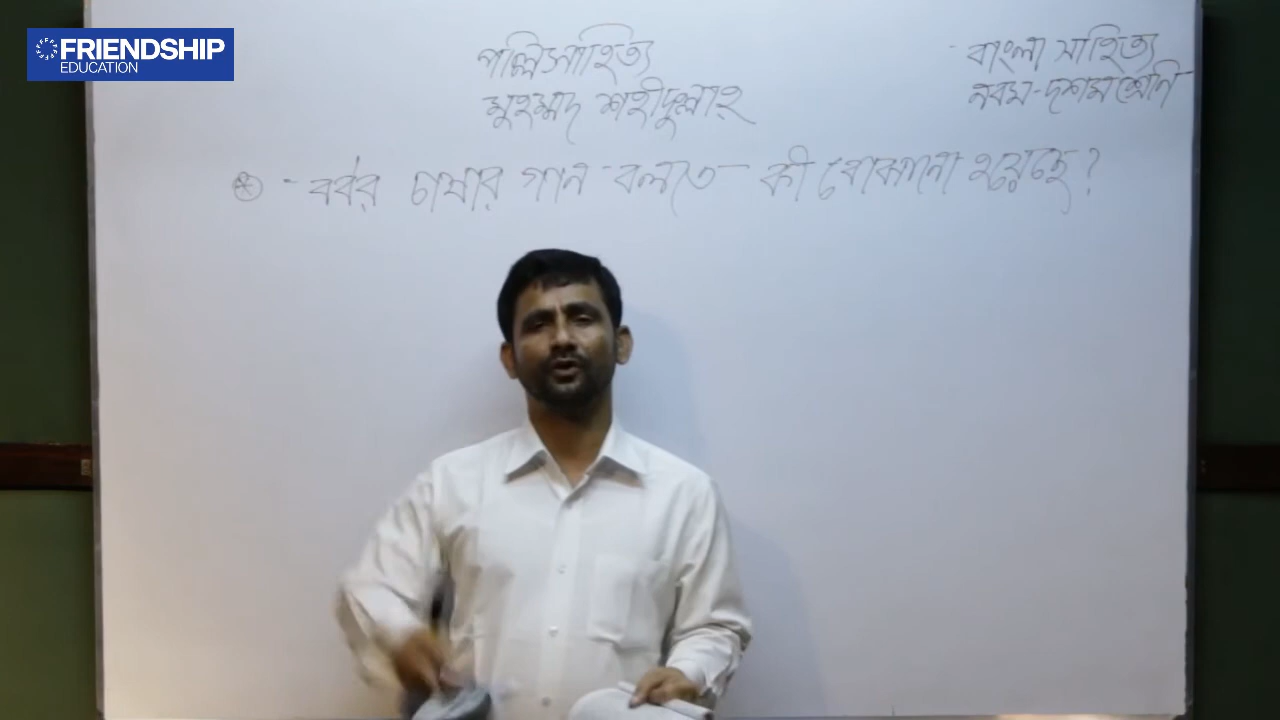 FRIENDSHIP
EDUCATION
পল্লিসাহিত্য
মুহম্মদ শহীদুল্লাহ্
বাংলা সাহিত্য
নবম-দশম শ্রেণি
- বর্বর চাষার গান বলতে কী বোঝানো হয়েছে?